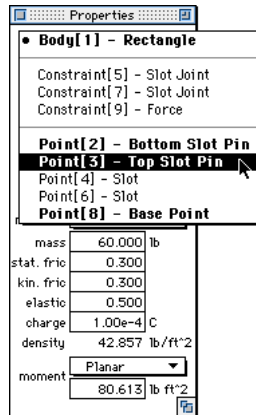 Properties
• Body[1] - Rectangle
Constraint[5] - Slot Joint
Constraint[7] - Slot Joint
Constraint[9] - Force
Point[2] - Bottom Slot Pin
Point[3] - Top Slot Pin
Point[4] - Slot
Point[6] - Slot
Point[8] - Base Point
mass 60.000 lb
stat. fric 0.300
kin. fric 0.300
elastic 0.500
charge 1.00e-4 C
density 42.857 lb/ft^2
moment Planar
80.613 lb ft^2